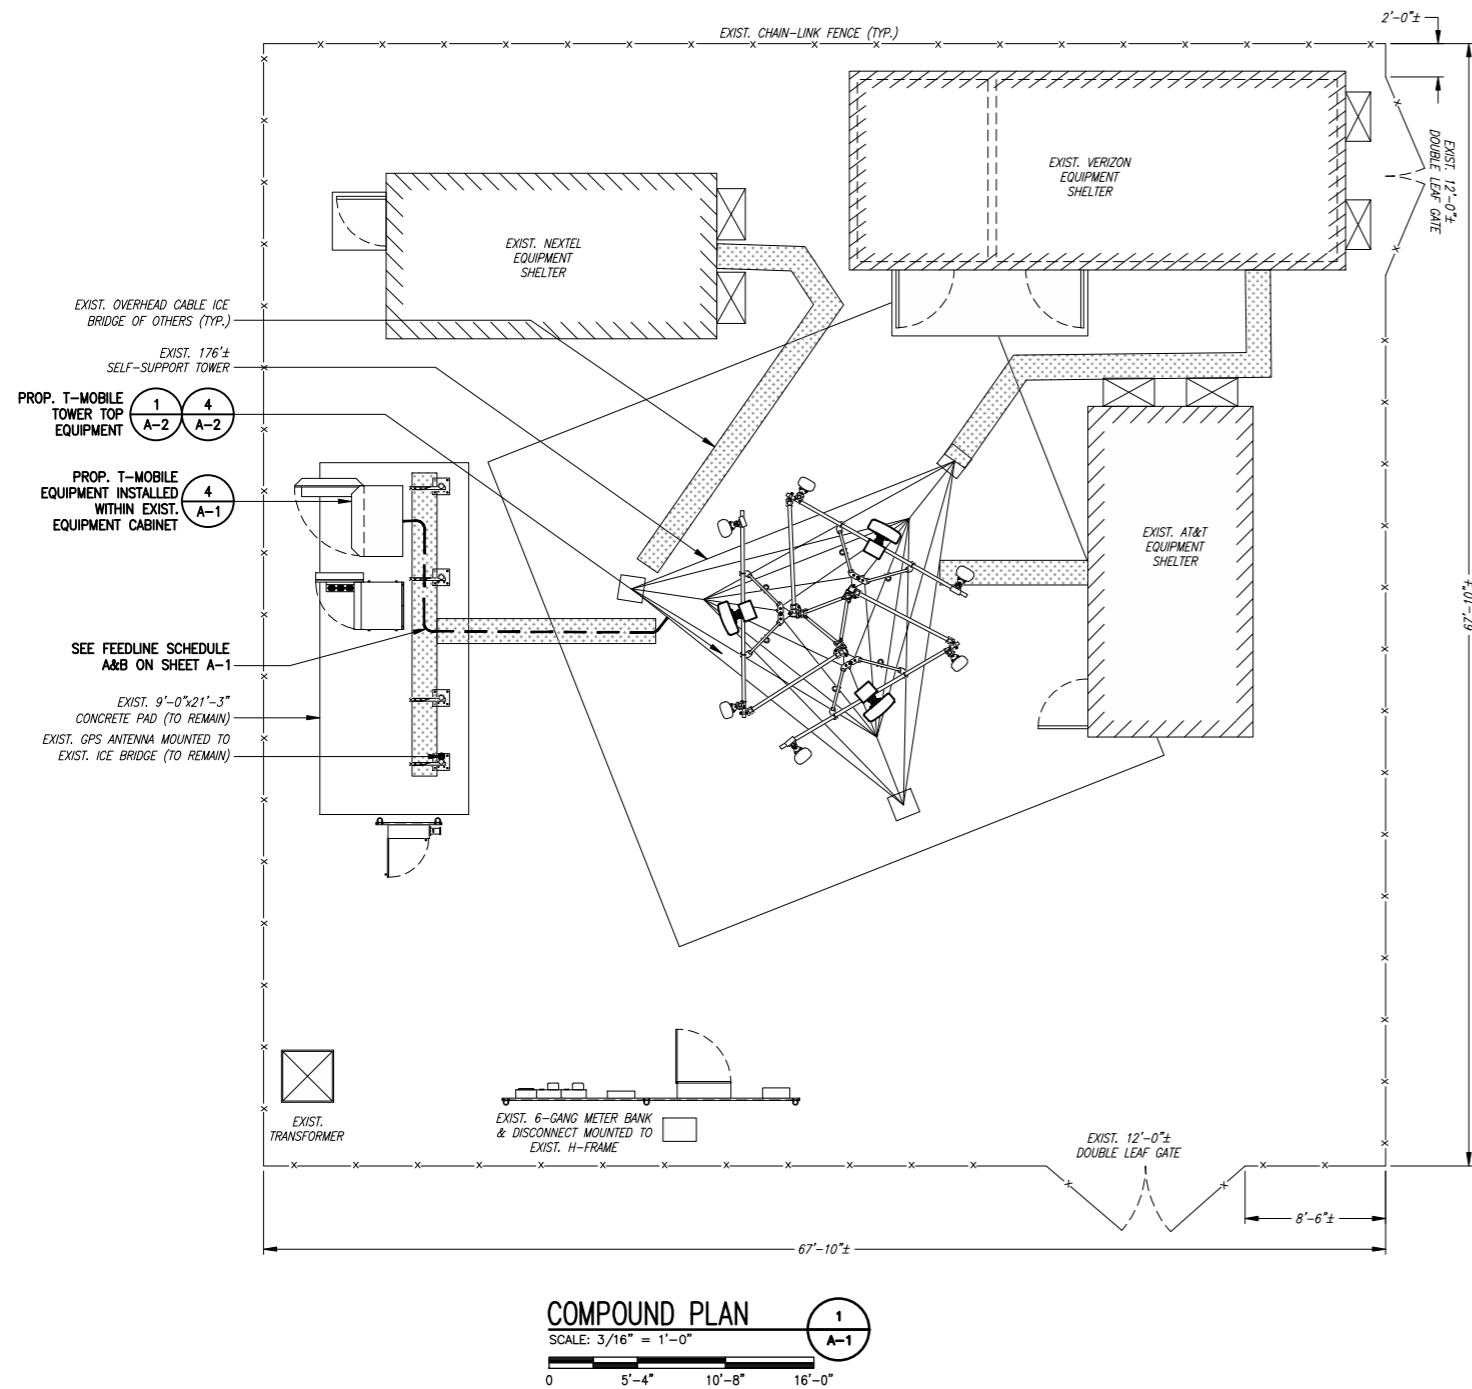 2'-0"±
EXIST. CHAIN-LINK FENCE (TYP.)
EXIST. 12'-0"±
DOUBLE LEAF GATE
EXIST. VERIZON
EQUIPMENT
SHELTER
EXIST. NEXTEL
EQUIPMENT
SHELTER
EXIST. OVERHEAD CABLE ICE
BRIDGE OF OTHERS (TYP.)
EXIST. 176'±
SELF-SUPPORT TOWER
PROP. T-MOBILE
TOWER TOP
EQUIPMENT
1
A-2
4
A-2
PROP. T-MOBILE
EQUIPMENT INSTALLED
WITHIN EXIST.
EQUIPMENT CABINET
4
A-1
EXIST. AT&T
EQUIPMENT
SHELTER
67'-10"±
SEE FEEDLINE SCHEDULE
A&B ON SHEET A-1
EXIST. 9'-0"x21'-3"
CONCRETE PAD (TO REMAIN)
EXIST. GPS ANTENNA MOUNTED TO
EXIST. ICE BRIDGE (TO REMAIN)
EXIST.
TRANSFORMER
EXIST. 6-GANG METER BANK
& DISCONNECT MOUNTED TO
EXIST. H-FRAME
EXIST. 12'-0"±
DOUBLE LEAF GATE
8'-6"±
67'-10"±
COMPOUND PLAN
SCALE: 3/16" = 1'-0"
1
A-1
0 5'-4" 10'-8" 16'-0"